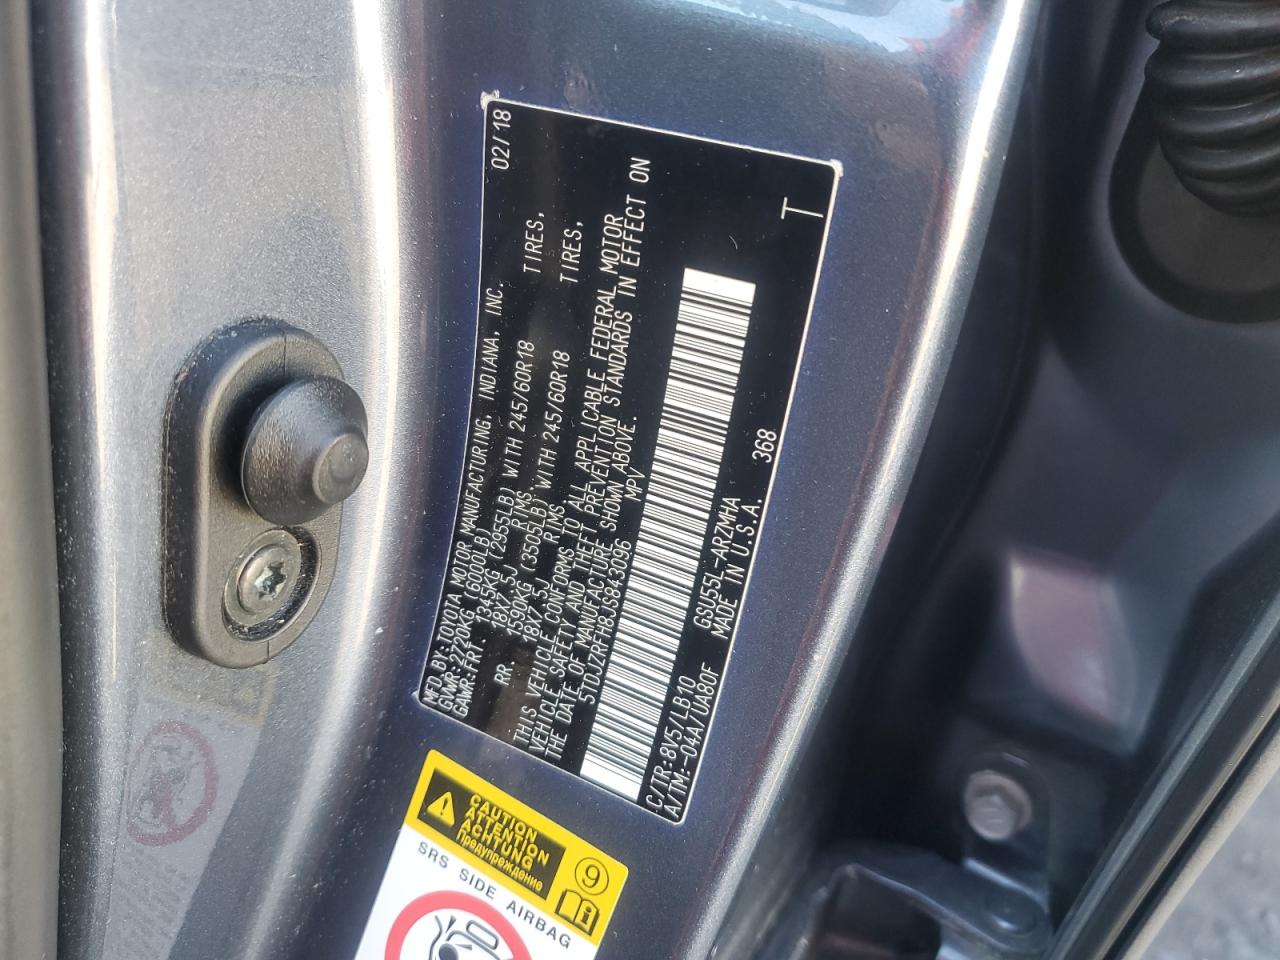 MFD.BY:TOYOTA MOTOR MANUFACTURING, INDIANA, INC. 02/18
GVWR:2720KG (6000LB)
GAWR:FRT. 1345KG (2955LB) WITH 245/60R18 TIRES,
18X7.5J RIMS
RR. 1590KG (3505LB) WITH 245/60R18 TIRES,
18X7.5J RIMS
THIS VEHICLE CONFORMS TO ALL APPLICABLE FEDERAL MOTOR
VEHICLE SAFETY AND THEFT PREVENTION STANDARDS IN EFFECT ON
THE DATE OF MANUFACTURE SHOWN ABOVE.
5TDJZRFH8JS843096 MPV
C/TR:8V5/LB10 GSU55L-ARZMHA
A/TM:-04A/UA80F MADE IN U.S.A. 368 T
CAUTION
ATTENTION
ACHTUNG
Предупреждение
9
SRS SIDE AIRBAG